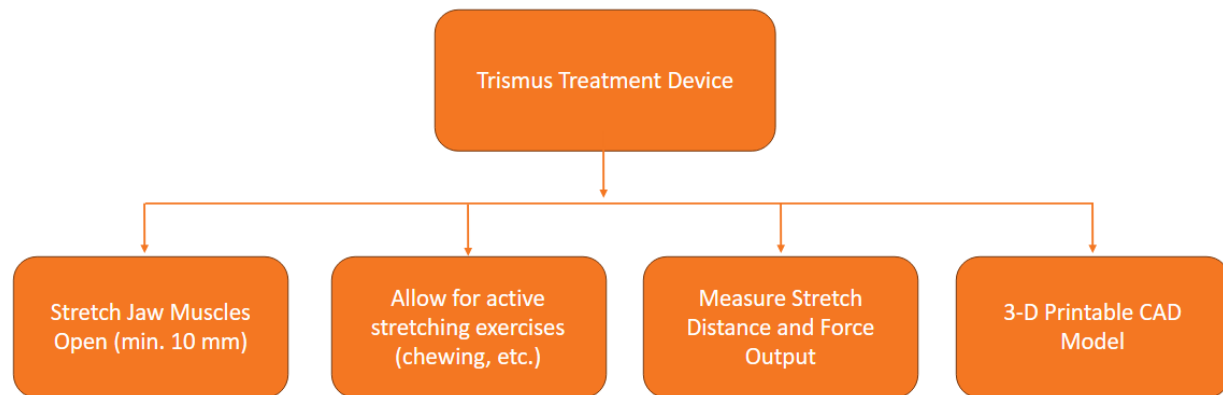 Trismus Treatment Device
Stretch Jaw Muscles
Open (min. 10 mm)
Allow for active
stretching exercises
(chewing, etc.)
Measure Stretch
Distance and Force
Output
3-D Printable CAD
Model